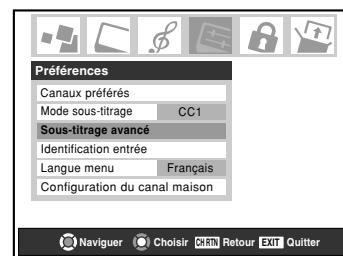 Préférences
Canaux préférés
Mode sous-titrage CC1
Sous-titrage avancé
Identification entrée
Langue menu Français
Configuration du canal maison
Naviguer Choisir CH RTN Retour EXIT Quitter